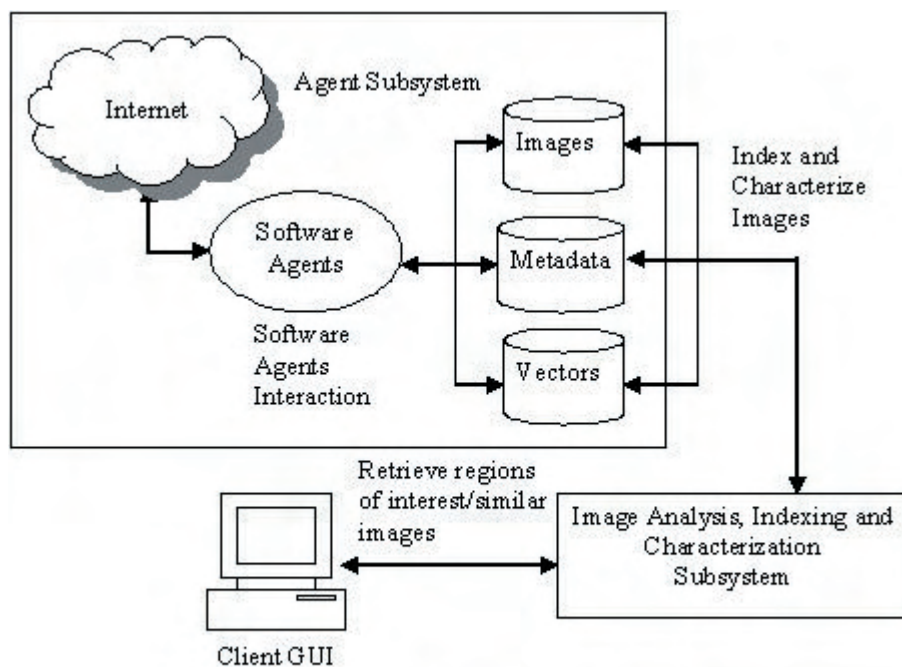 Agent Subsystem
Internet
Images
Index and
Characterize
Images
Software
Agents
Metadata
Software
Agents
Interaction
Vectors
Retrieve regions
of interest/similar
images
Image Analysis, Indexing and
Characterization
Subsystem
Client GUI